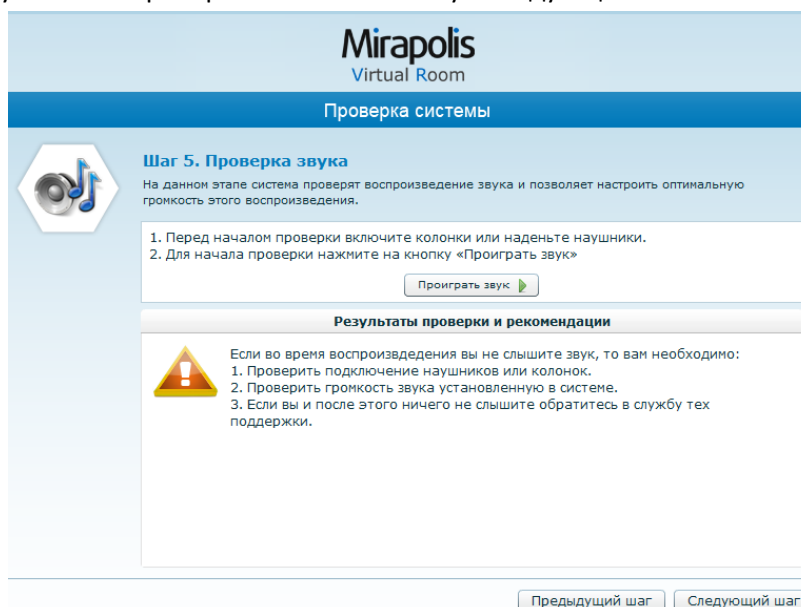 Mirapolis
Virtual Room
Проверка системы
Шаг 5. Проверка звука
На данном этапе система проверят воспроизведение звука и позволяет настроить оптимальную
громкость этого воспроизведения.
1. Перед началом проверки включите колонки или наденьте наушники.
2. Для начала проверки нажмите на кнопку «Проиграть звук»
Проиграть звук
Результаты проверки и рекомендации
Если во время воспроизвдедения вы не слышите звук, то вам необходимо:
1. Проверить подключение наушников или колонок.
2. Проверить громкость звука установленную в системе.
3. Если вы и после этого ничего не слышите обратитесь в службу тех
поддержки.
Предыдущий шаг Следующий шаг